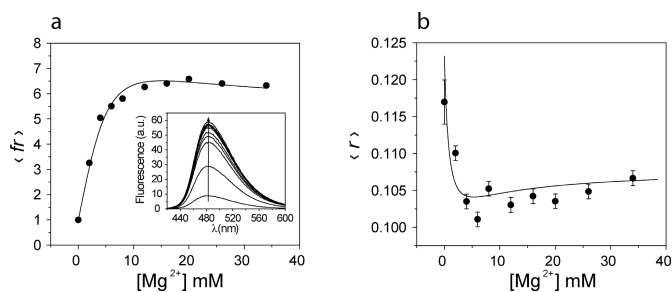 a
8
7
6
5
4
3
2
1
0
‹ fr ›
0 10 20 30 40
[Mg²⁺] mM
60
50
40
30
20
10
0
Fluorescence (a.u.)
440 480 520 560 600
λ(nm)
b
0.125
0.120
0.115
0.110
0.105
0.100
‹ r ›
0 10 20 30 40
[Mg²⁺] mM